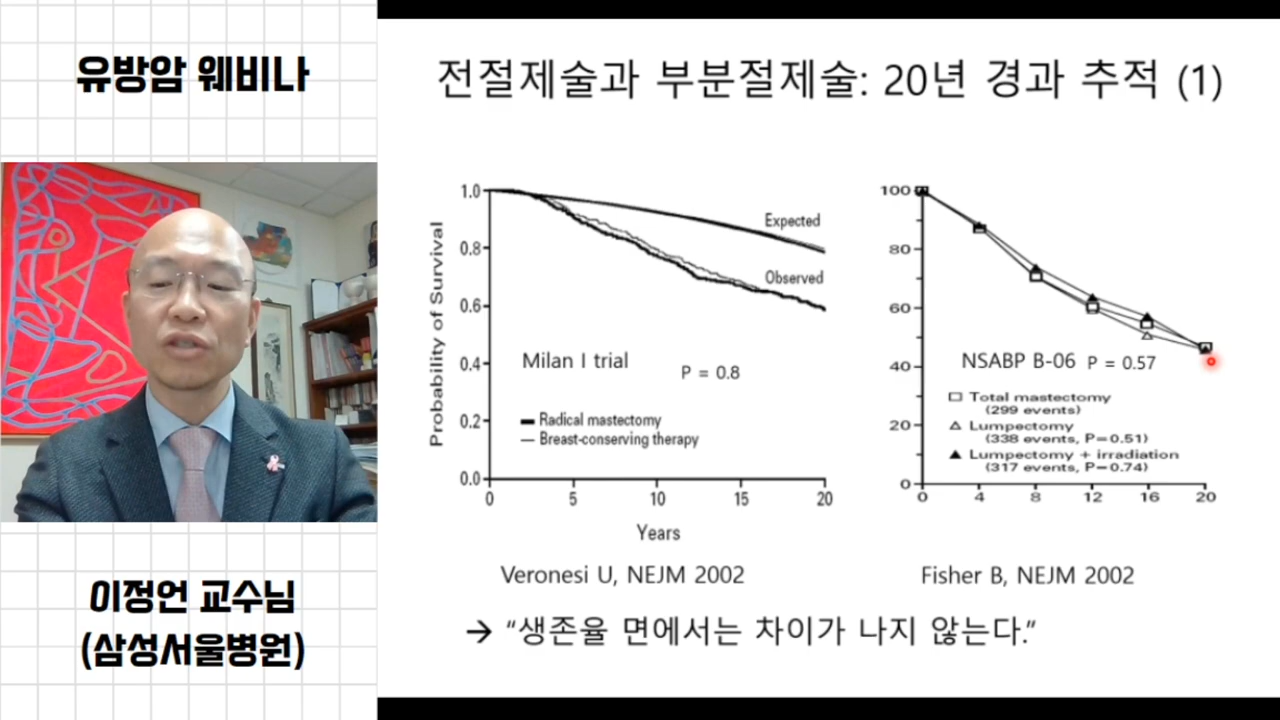 유방암 웨비나
이정언 교수님
(삼성서울병원)
전절제술과 부분절제술: 20년 경과 추적 (1)
Probability of Survival
1.0
0.8
0.6
0.4
0.2
0.0
0
5
10
15
20
Years
Expected
Observed
Milan I trial
P = 0.8
Radical mastectomy
Breast-conserving therapy
Veronesi U, NEJM 2002
100
80
60
40
20
0
0
4
8
12
16
20
NSABP B-06 P = 0.57
Total mastectomy
(299 events)
Lumpectomy
(338 events, P=0.51)
Lumpectomy + irradiation
(317 events, P=0.74)
Fisher B, NEJM 2002
→ “생존율 면에서는 차이가 나지 않는다.”